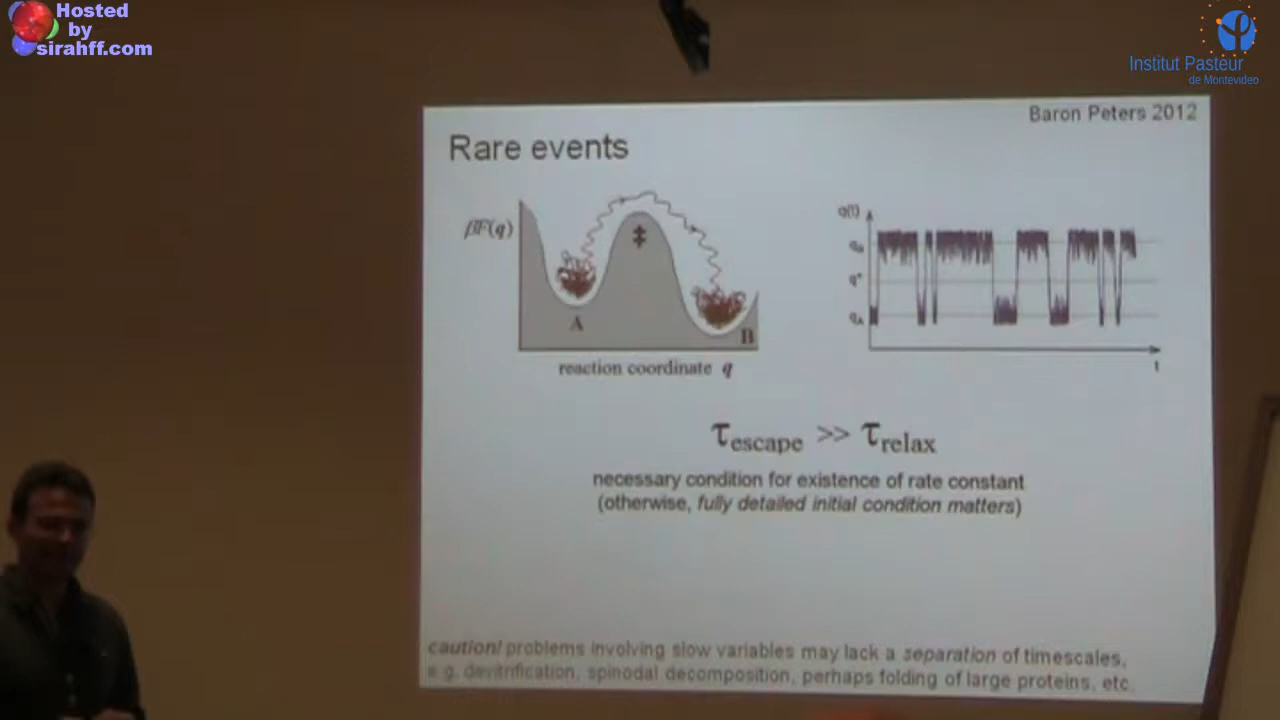 Hosted
by
sirahff.com
Institut Pasteur
de Montevideo
Baron Peters 2012
Rare events
βF(q)
‡
A
B
reaction coordinate q
q(t)
q*
t
τescape >> τrelax
necessary condition for existence of rate constant
(otherwise, fully detailed initial condition matters)
caution! problems involving slow variables may lack a separation of timescales,
e.g. devitrification, spinodal decomposition, perhaps folding of large proteins, etc.